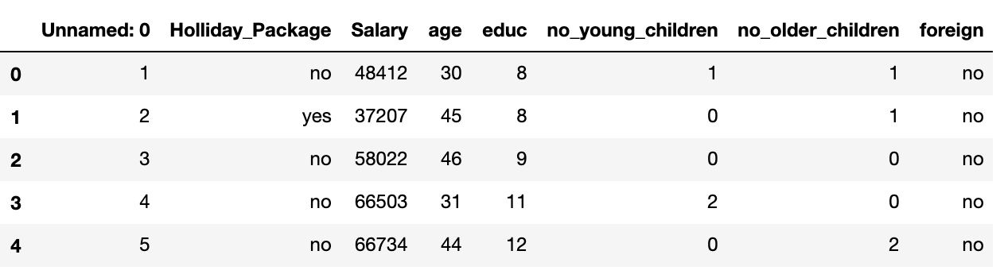 Unnamed: 0 Holliday_Package Salary age educ no_young_children no_older_children foreign
0 1 no 48412 30 8 1 1 no
1 2 yes 37207 45 8 0 1 no
2 3 no 58022 46 9 0 0 no
3 4 no 66503 31 11 2 0 no
4 5 no 66734 44 12 0 2 no